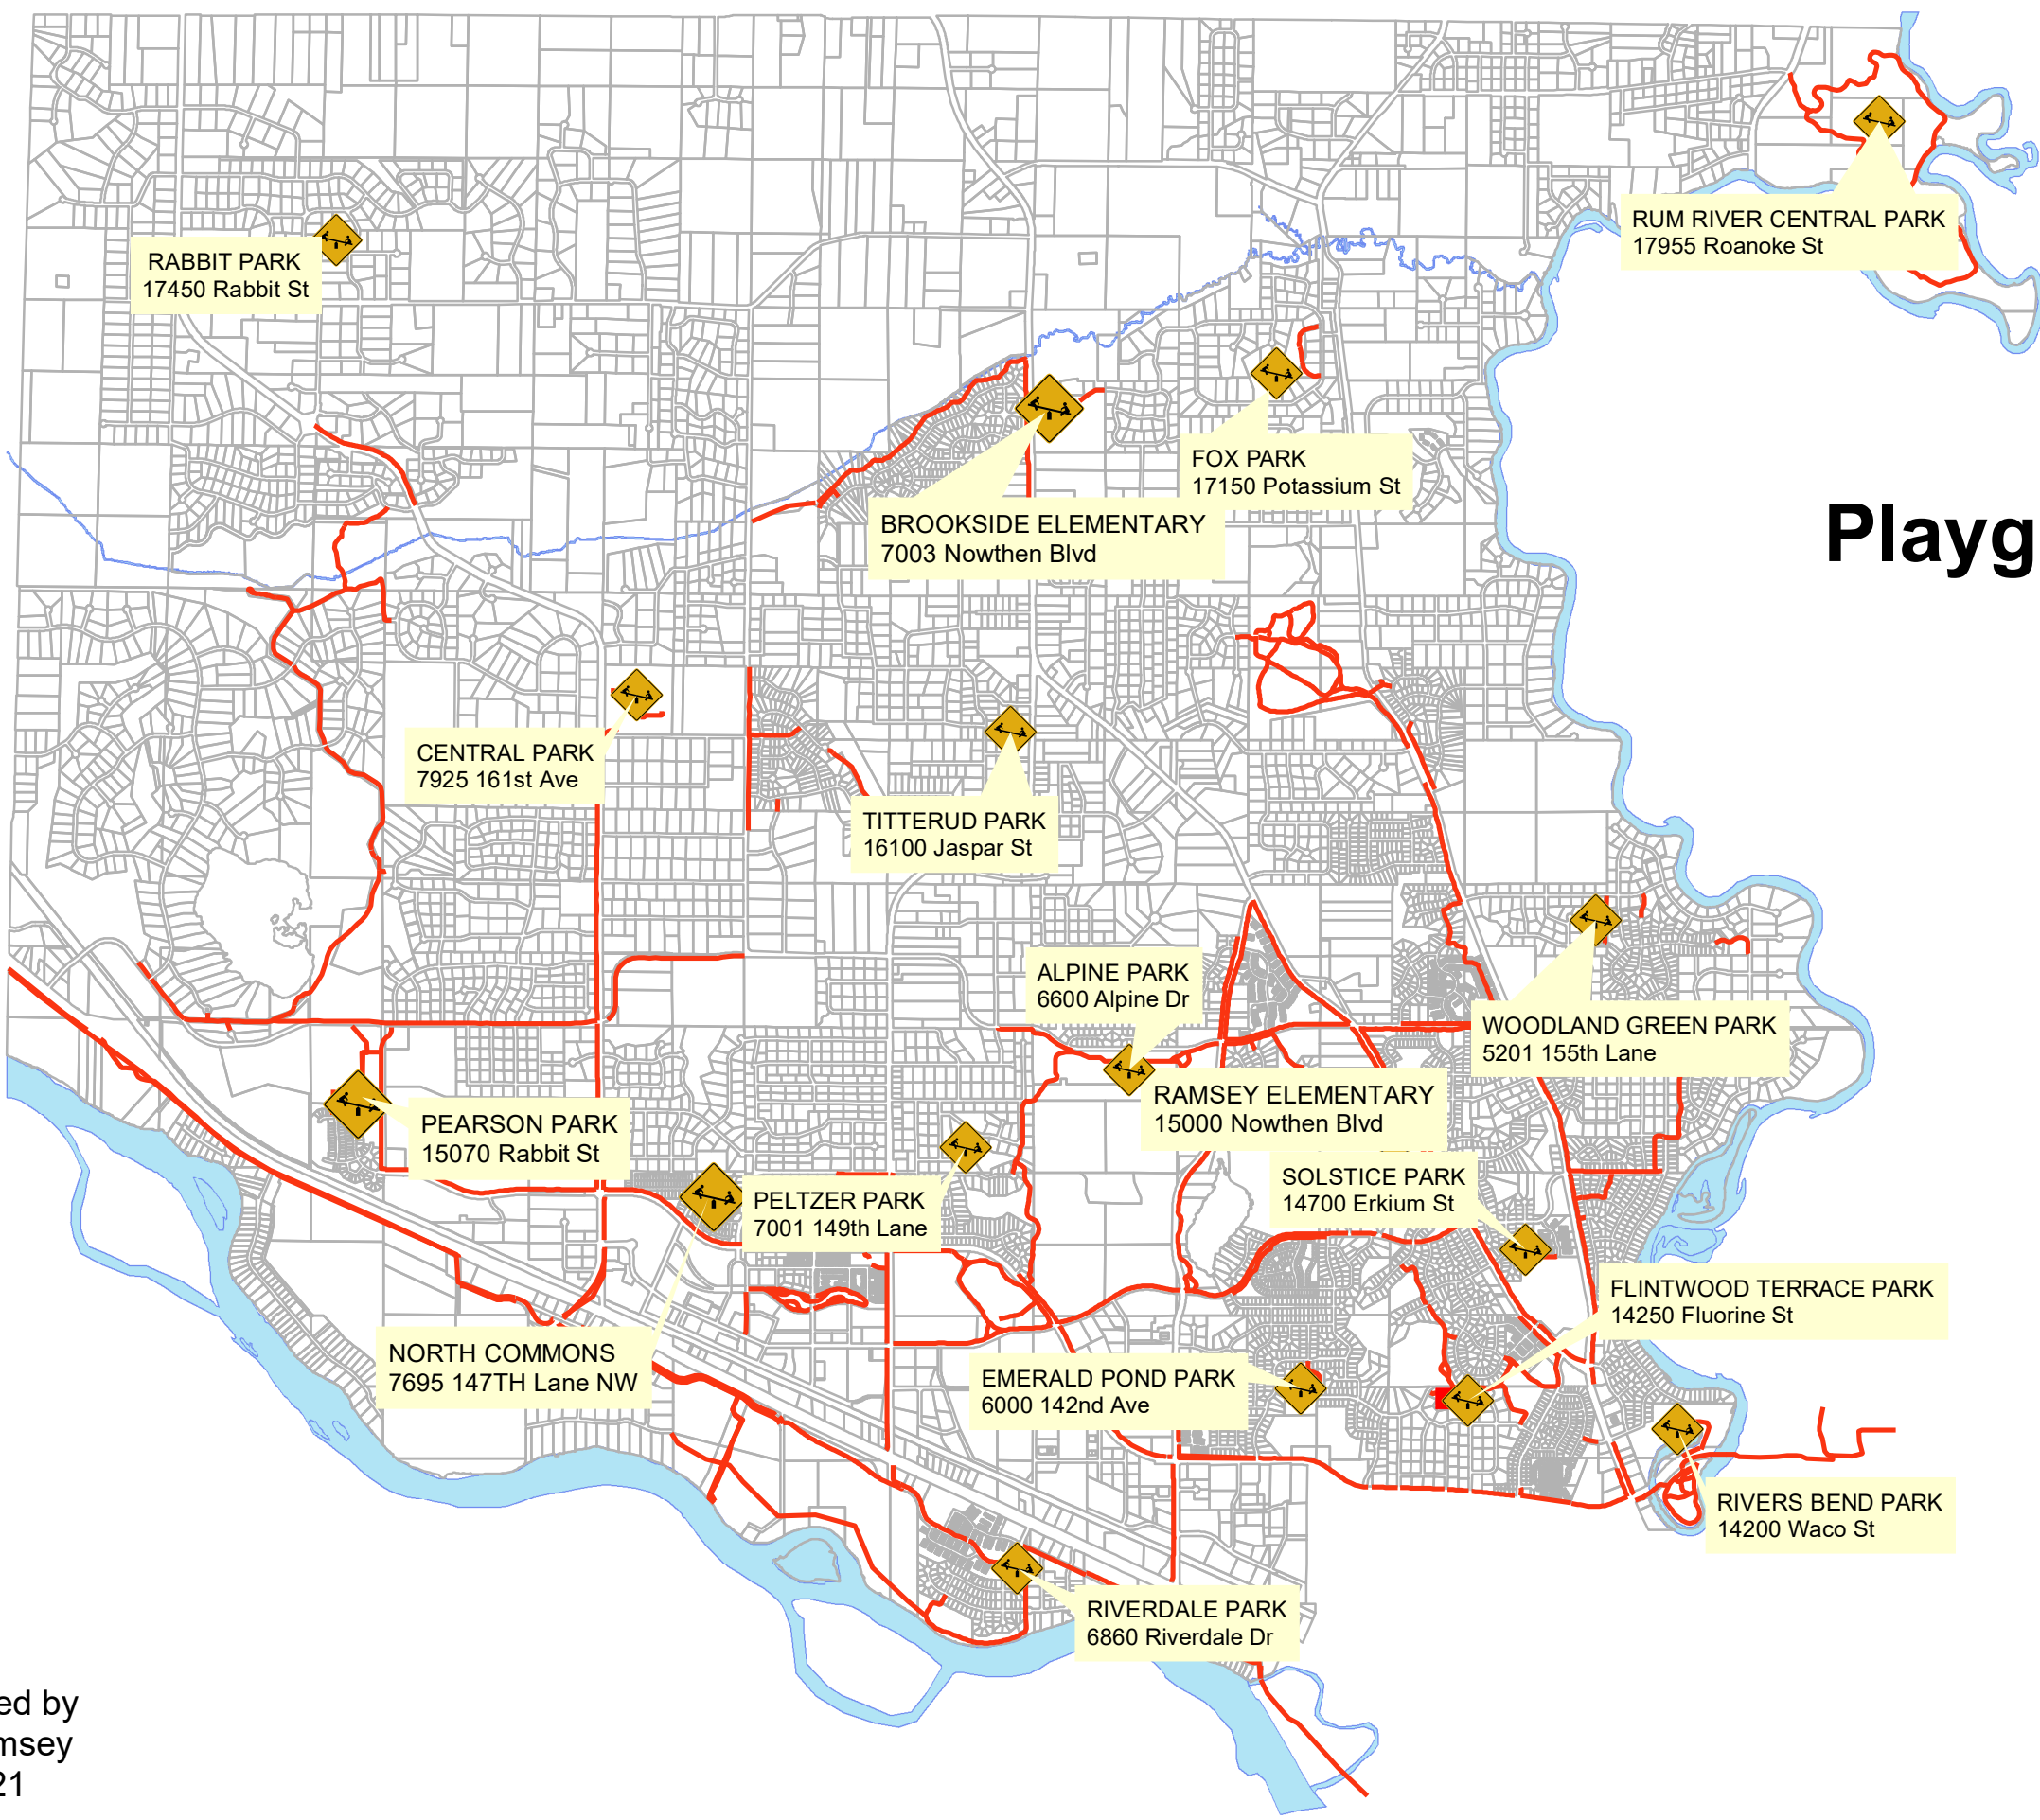 RUM RIVER CENTRAL PARK
17955 Roanoke St
RABBIT PARK
17450 Rabbit St
FOX PARK
17150 Potassium St
BROOKSIDE ELEMENTARY
7003 Nowthen Blvd
Playg
CENTRAL PARK
7925 161st Ave
TITTERUD PARK
16100 Jaspar St
ALPINE PARK
6600 Alpine Dr
WOODLAND GREEN PARK
5201 155th Lane
RAMSEY ELEMENTARY
15000 Nowthen Blvd
PEARSON PARK
15070 Rabbit St
SOLSTICE PARK
14700 Erkium St
PELTZER PARK
7001 149th Lane
FLINTWOOD TERRACE PARK
14250 Fluorine St
NORTH COMMONS
7695 147TH Lane NW
EMERALD POND PARK
6000 142nd Ave
RIVERS BEND PARK
14200 Waco St
RIVERDALE PARK
6860 Riverdale Dr
ed by
msey
21